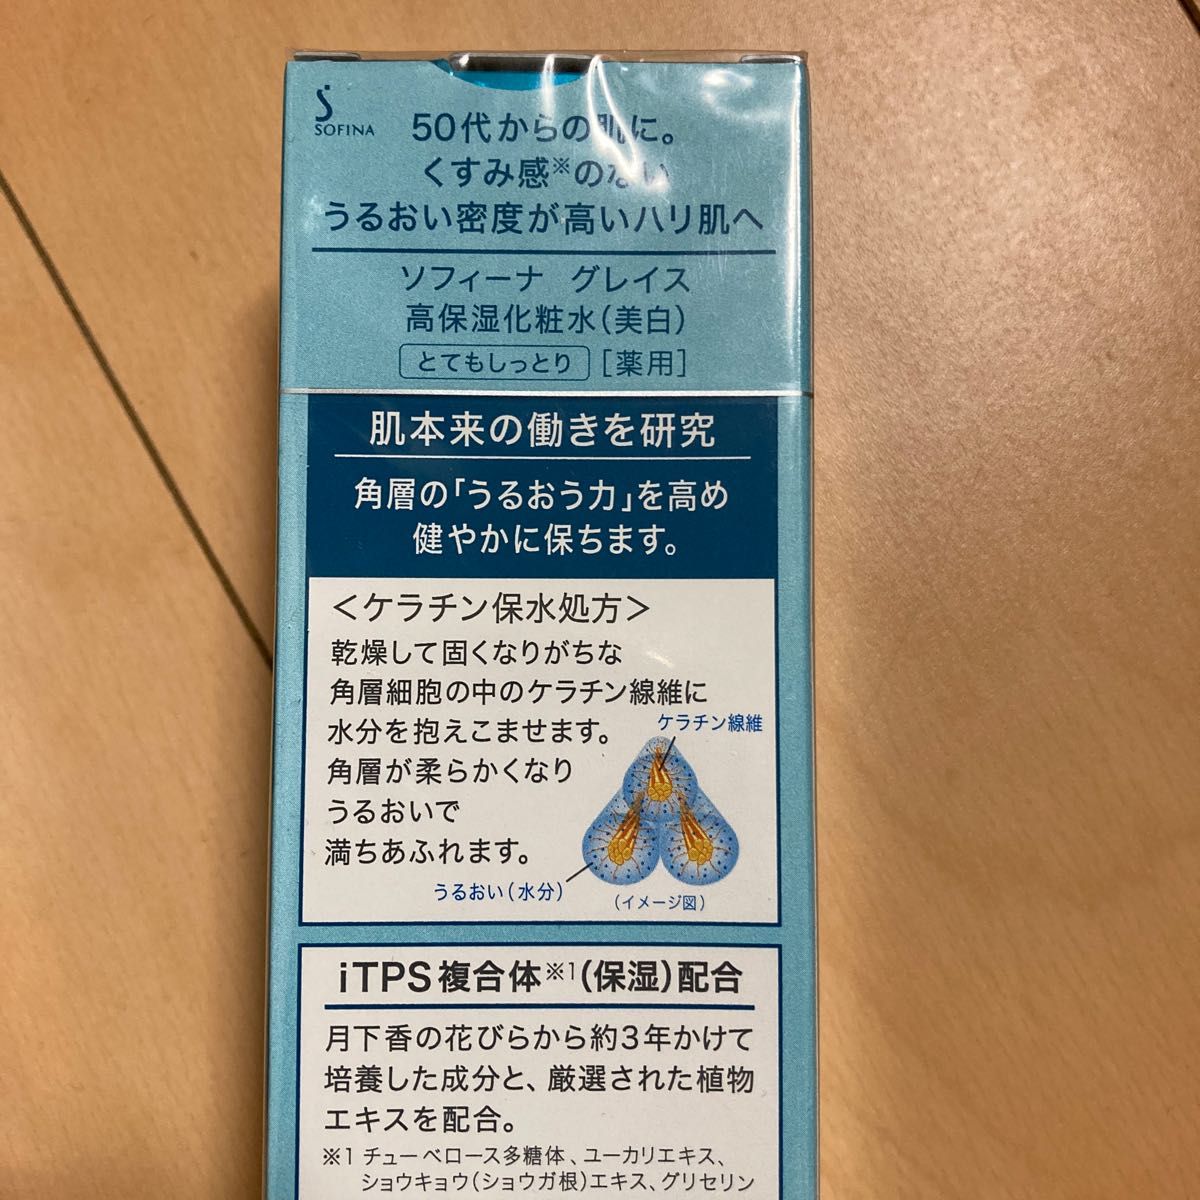 SOFINA
50代からの肌に。
くすみ感※のない
うるおい密度が高いハリ肌へ
ソフィーナ グレイス
高保湿化粧水(美白)
とてもしっとり [薬用]
肌本来の働きを研究
角層の「うるおう力」を高め
健やかに保ちます。
<ケラチン保水処方>
乾燥して固くなりがちな
角層細胞の中のケラチン線維に
水分を抱えこませます。
ケラチン線維
角層が柔らかくなり
うるおいで
満ちあふれます。
うるおい(水分)
(イメージ図)
iTPS複合体※1(保湿)配合
月下香の花びらから約3年かけて
培養した成分と、厳選された植物
エキスを配合。
※1 チューベロース多糖体、ユーカリエキス、
ショウキョウ(ショウガ根)エキス、グリセリン